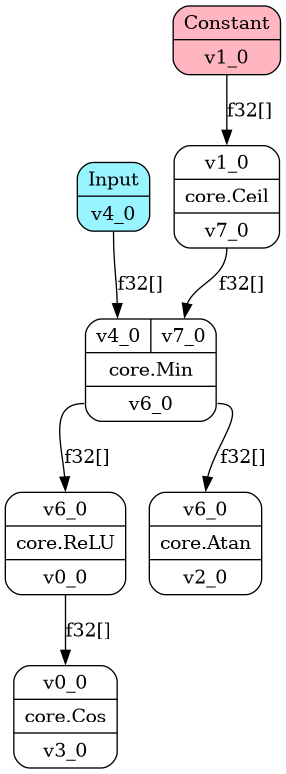 Constant
v1_0
f32[]
v1_0
core.Ceil
v7_0
Input
v4_0
f32[]
f32[]
v4_0 v7_0
core.Min
v6_0
f32[]
f32[]
v6_0
core.ReLU
v0_0
v6_0
core.Atan
v2_0
f32[]
v0_0
core.Cos
v3_0